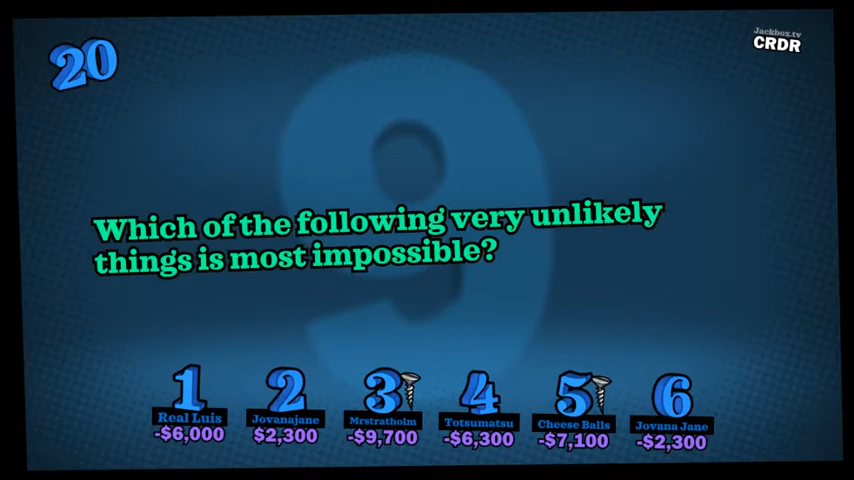 20
Jackbox.tv
CRDR
9
Which of the following very unlikely
things is most impossible?
1 2 3 4 5 6
Real Luis Jovanajane Mrstratholm Totsumatsu Cheese Balls Jovana Jane
-$6,000 $2,300 -$9,700 -$6,300 -$7,100 -$2,300